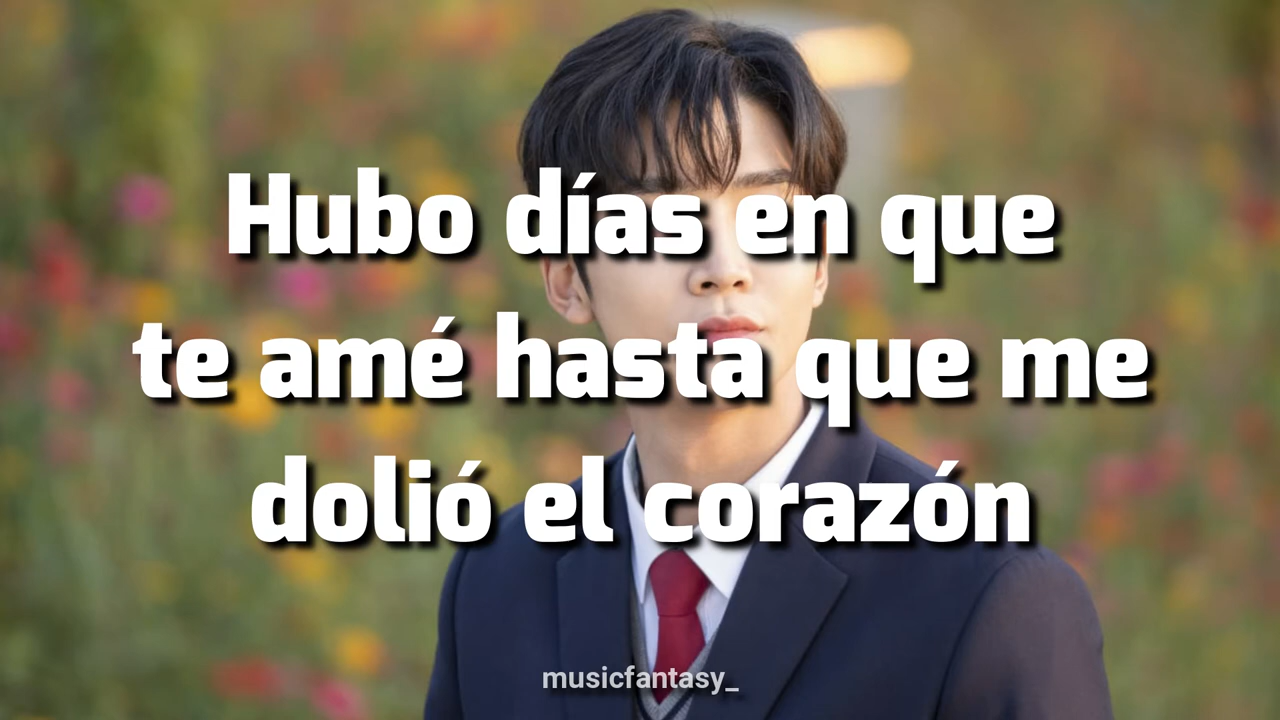 Hubo días en que
te amé hasta que me
dolió el corazón
musicfantasy_